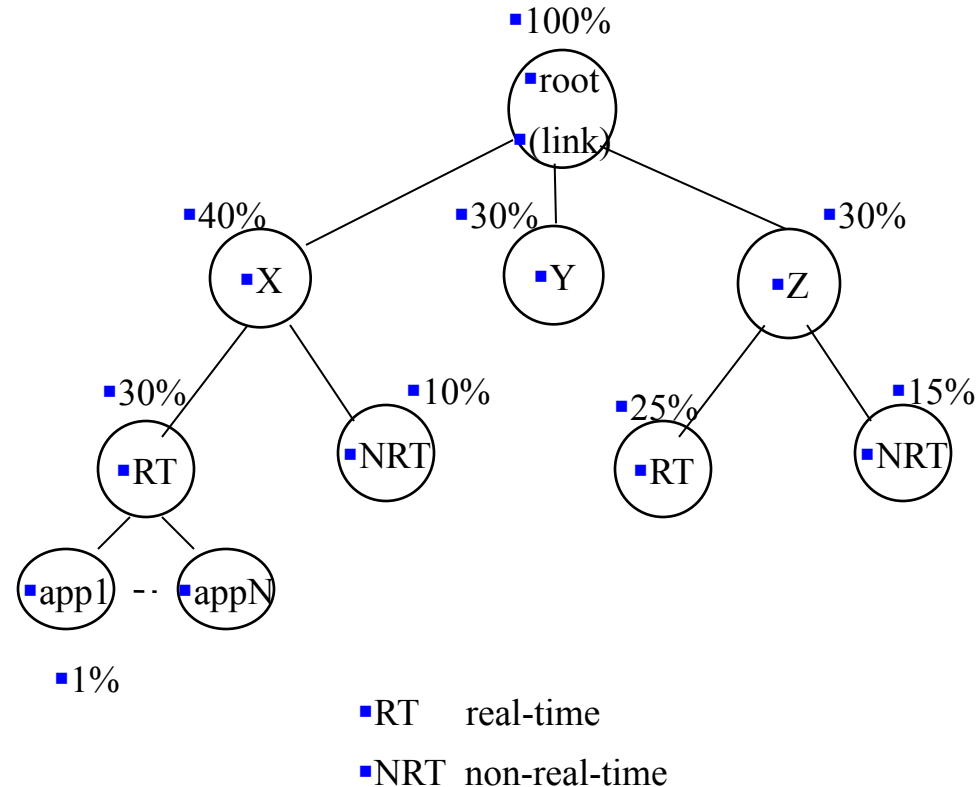 ▪100%
▪root
▪(link)
▪40%
▪30%
▪30%
▪X
▪Y
▪Z
▪30%
▪10%
▪25%
▪15%
▪RT
▪NRT
▪RT
▪NRT
▪app1 -· ▪appN
▪1%
▪RT real-time
▪NRT non-real-time